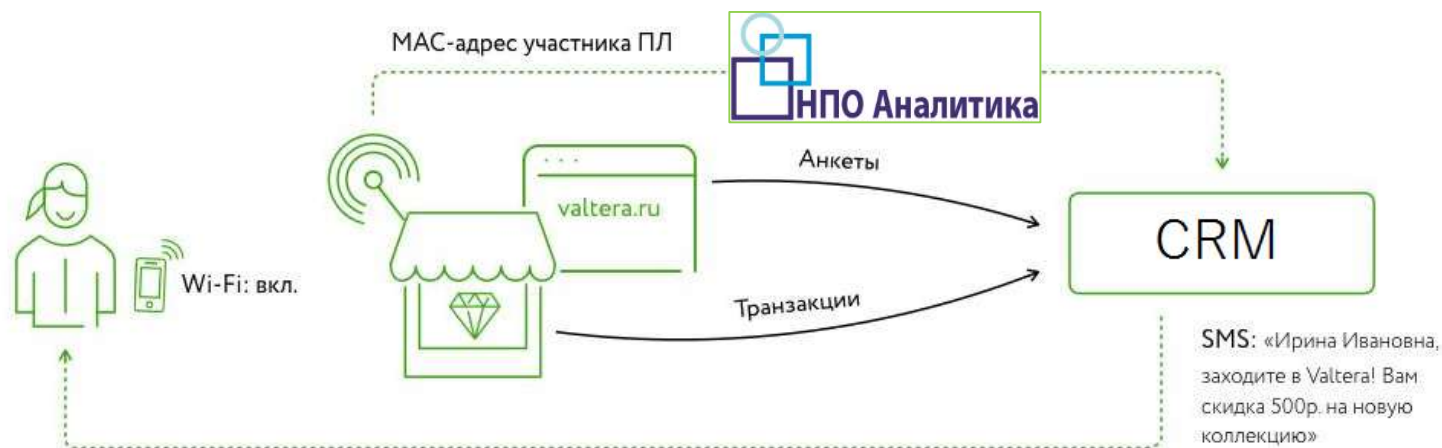 MAC-адрес участника ПЛ
НПО Аналитика
Анкеты
valtera.ru
CRM
Wi-Fi: вкл.
Транзакции
SMS: «Ирина Ивановна,
заходите в Valtera! Вам
скидка 500р. на новую
коллекцию»